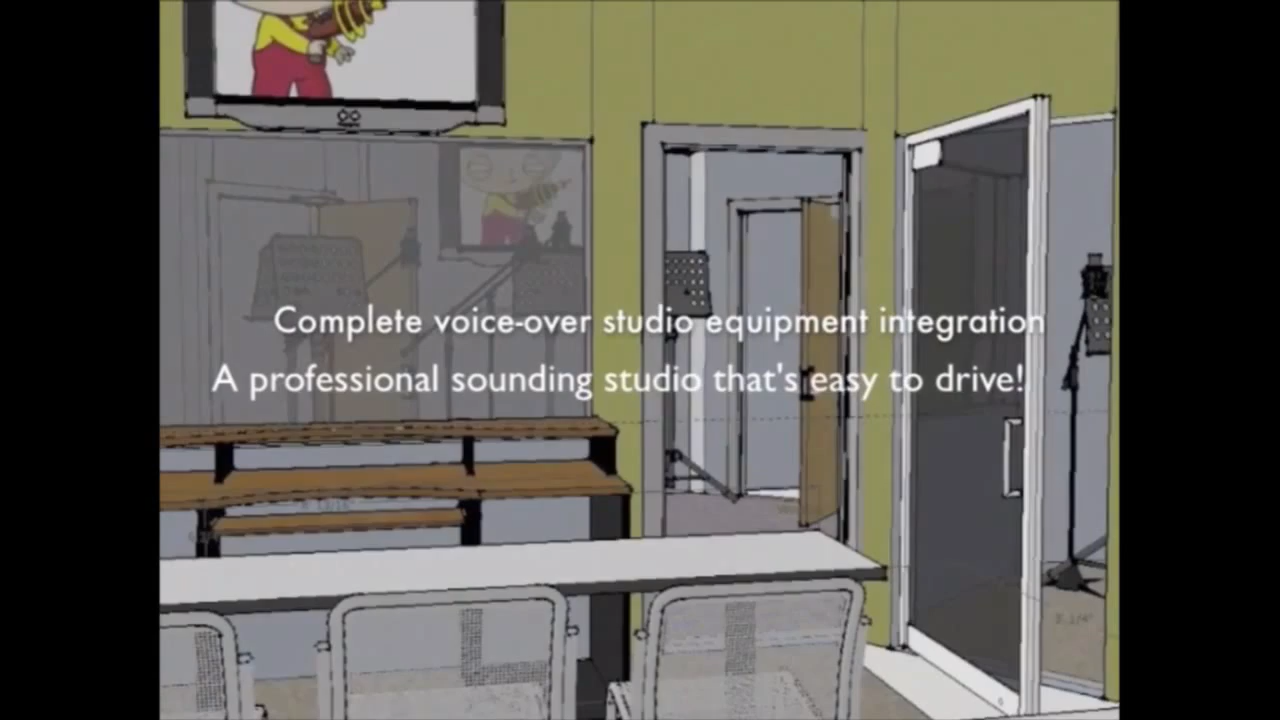 Complete voice-over studio equipment integration
A professional sounding studio that's easy to drive!